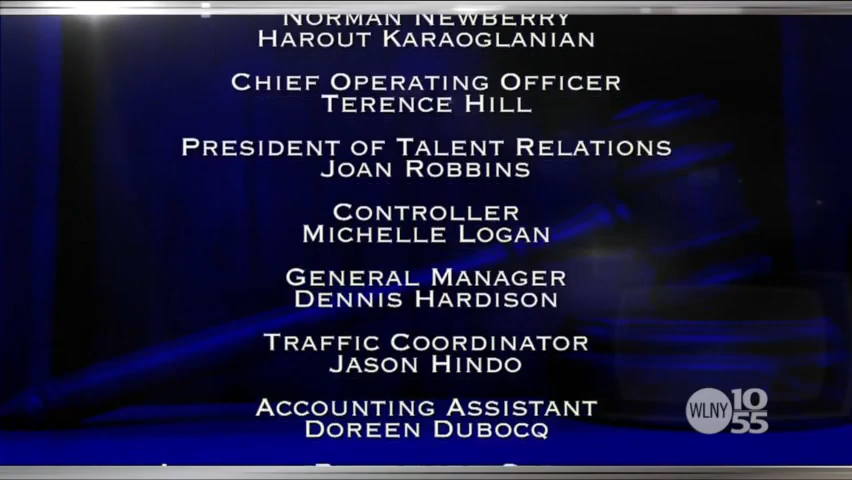 NORMAN NEWBERRY
HAROUT KARAOGLANIAN
CHIEF OPERATING OFFICER
TERENCE HILL
PRESIDENT OF TALENT RELATIONS
JOAN ROBBINS
CONTROLLER
MICHELLE LOGAN
GENERAL MANAGER
DENNIS HARDISON
TRAFFIC COORDINATOR
JASON HINDO
ACCOUNTING ASSISTANT
DOREEN DUBOCQ
WLNY 10
55